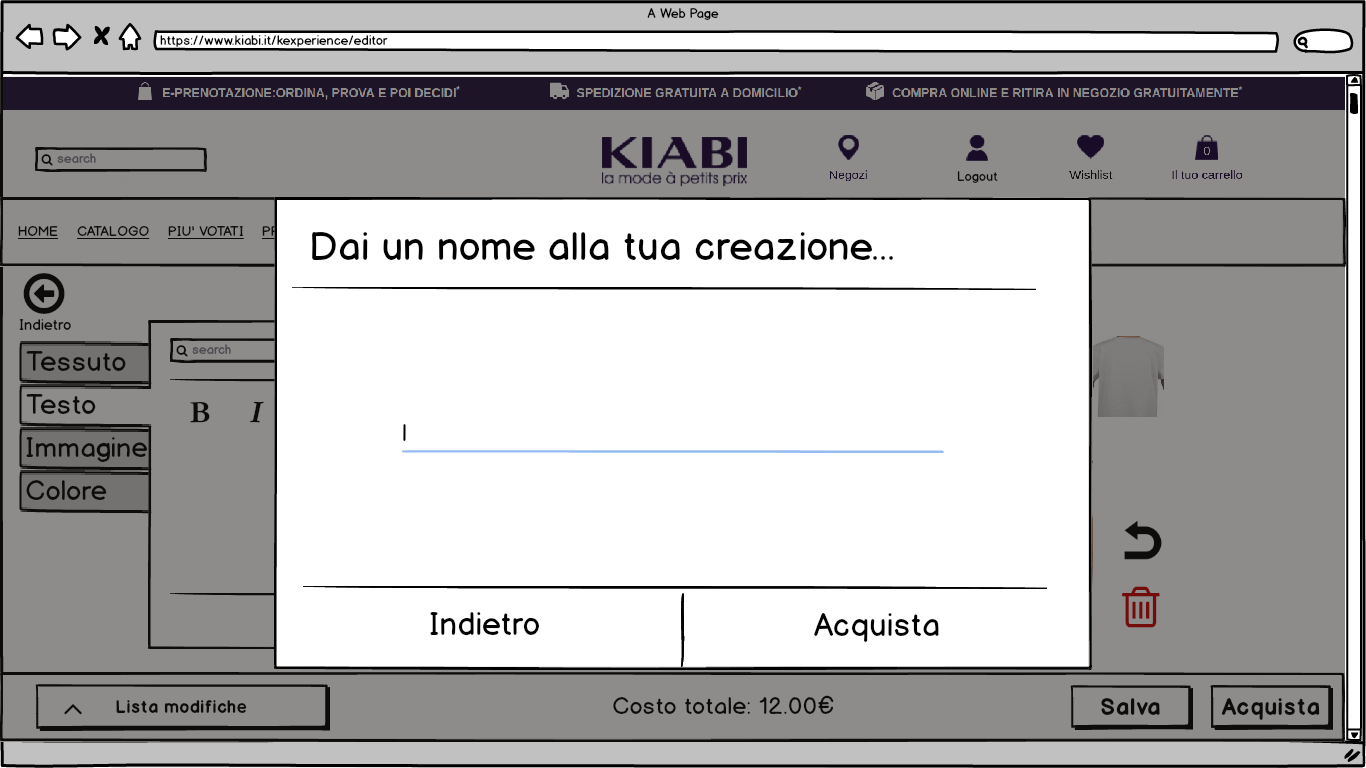 A Web Page
https://www.kiabi.it/kexperience/editor
E-PRENOTAZIONE:ORDINA, PROVA E POI DECIDI*
SPEDIZIONE GRATUITA A DOMICILIO*
COMPRA ONLINE E RITIRA IN NEGOZIO GRATUITAMENTE*
search
KIABI
la mode à petits prix
Negozi
Logout
Wishlist
0
Il tuo carrello
HOME CATALOGO PIU' VOTATI
Dai un nome alla tua creazione...
Indietro
Tessuto
Testo
Immagine
Colore
search
B I
Indietro
Acquista
Lista modifiche
Costo totale: 12.00€
Salva
Acquista